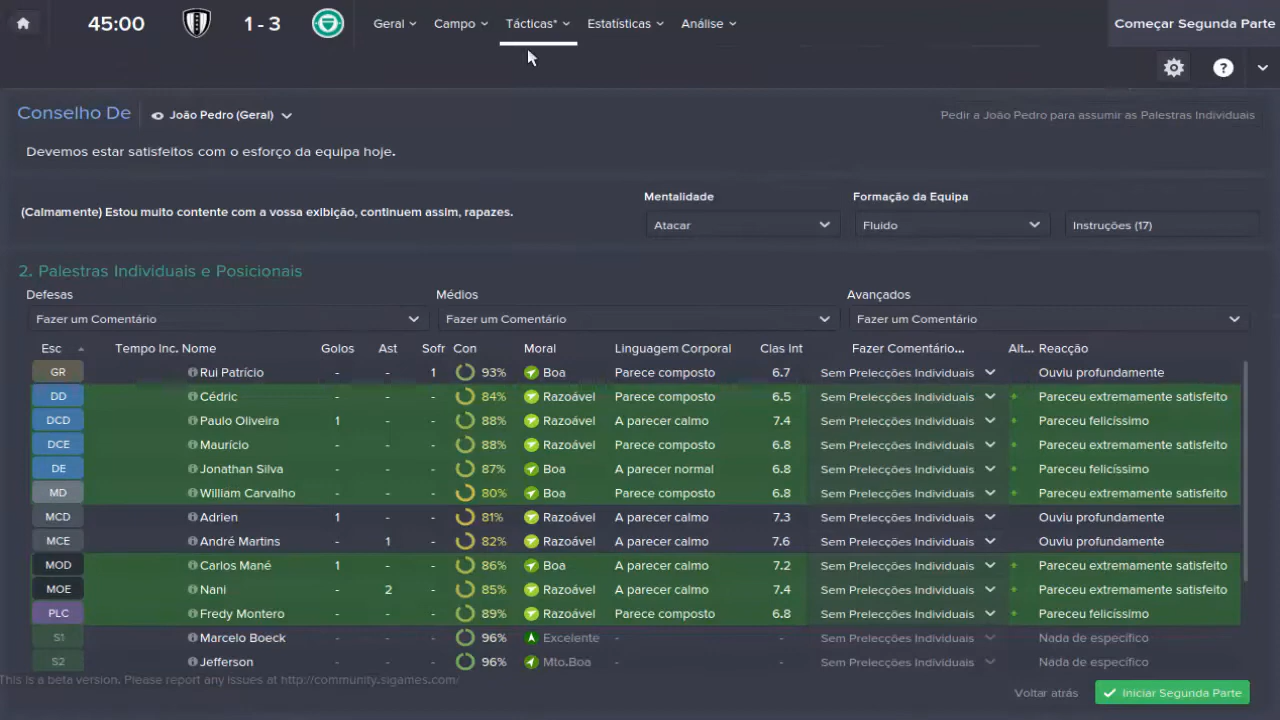 45:00 1 - 3 Geral Campo Tácticas* Estatísticas Análise Começar Segunda Parte
?
Conselho De João Pedro (Geral) Pedir a João Pedro para assumir as Palestras Individuais
Devemos estar satisfeitos com o esforço da equipa hoje.
Mentalidade Formação da Equipa
(Calmamente) Estou muito contente com a vossa exibição, continuem assim, rapazes.
Atacar Fluido Instruções (17)
2. Palestras Individuais e Posicionais
Defesas Médios Avançados
Fazer um Comentário Fazer um Comentário Fazer um Comentário
Esc Tempo Inc. Nome Golos Ast Sofr Con Moral Linguagem Corporal Clas Int Fazer Comentário... Alt... Reacção
GR Rui Patrício - - 1 93% Boa Parece composto 6.7 Sem Prelecções Individuais Ouviu profundamente
DD Cédric - - - 84% Razoável Parece composto 6.5 Sem Prelecções Individuais Pareceu extremamente satisfeito
DCD Paulo Oliveira 1 - - 88% Razoável A parecer calmo 7.4 Sem Prelecções Individuais Pareceu felicíssimo
DCE Maurício - - - 88% Razoável Parece composto 6.8 Sem Prelecções Individuais Pareceu extremamente satisfeito
DE Jonathan Silva - - - 87% Boa A parecer normal 6.8 Sem Prelecções Individuais Pareceu felicíssimo
MD William Carvalho - - - 80% Boa Parece composto 6.8 Sem Prelecções Individuais Pareceu extremamente satisfeito
MCD Adrien 1 - - 81% Razoável A parecer calmo 7.3 Sem Prelecções Individuais Ouviu profundamente
MCE André Martins - 1 - 82% Razoável A parecer calmo 7.6 Sem Prelecções Individuais Ouviu profundamente
MOD Carlos Mané 1 - - 86% Boa A parecer calmo 7.2 Sem Prelecções Individuais Pareceu extremamente satisfeito
MOE Nani - 2 - 85% Razoável A parecer calmo 7.4 Sem Prelecções Individuais Pareceu extremamente satisfeito
PLC Fredy Montero - - - 89% Razoável Parece composto 6.8 Sem Prelecções Individuais Pareceu felicíssimo
S1 Marcelo Boeck - - - 96% Excelente - - Sem Prelecções Individuais Nada de específico
S2 Jefferson - - - 96% Mto.Boa - - Sem Prelecções Individuais Nada de específico
This is a beta version. Please report any issues at http://community.sigames.com/
Voltar atrás Iniciar Segunda Parte